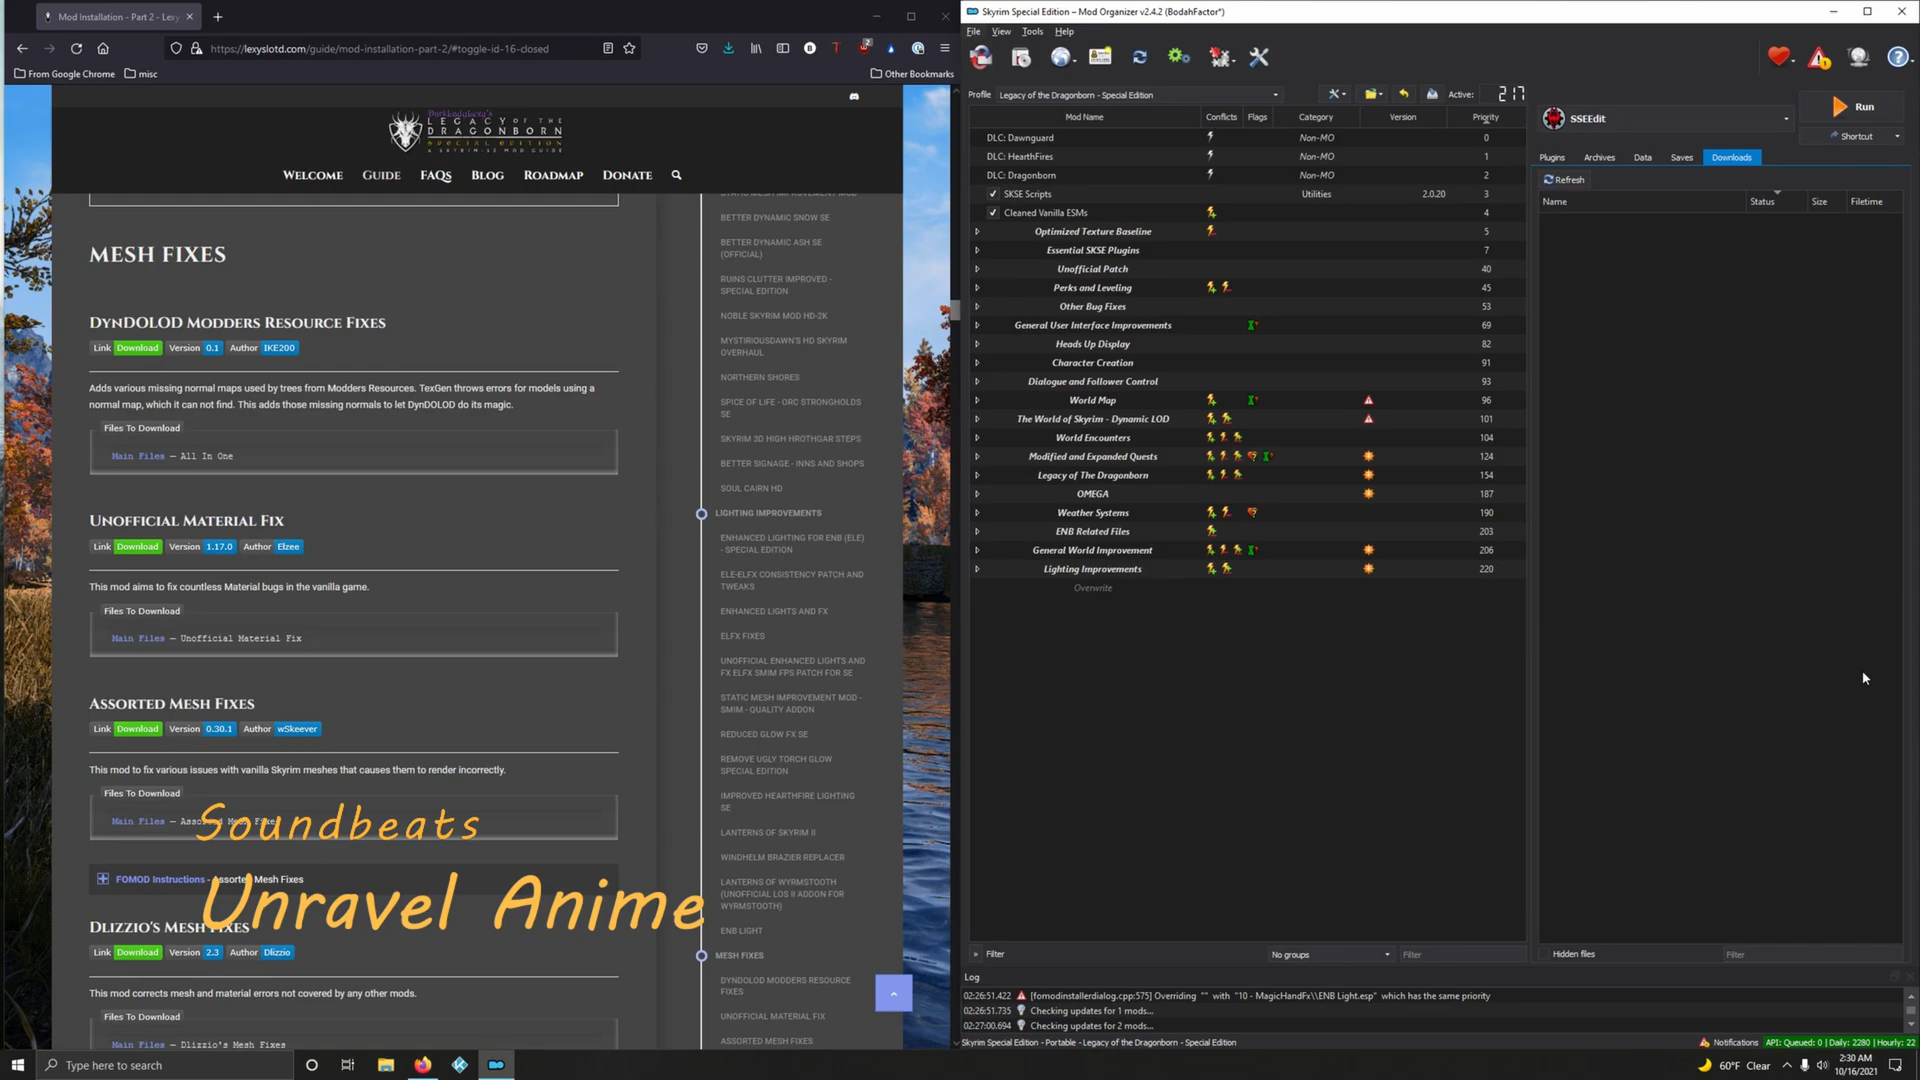 Mod Installation - Part 2 - Lexy
https://lexyslotd.com/guide/mod-installation-part-2/#toggle-id-16-closed
From Google Chrome
misc
Other Bookmarks
DarkladyLexy's
LEGACY OF THE
DRAGONBORN
SPECIAL EDITION
A SKYRIM-SE MOD GUIDE
WELCOME
GUIDE
FAQs
BLOG
ROADMAP
DONATE
MESH FIXES
DYNDOLOD MODDERS RESOURCE FIXES
Link Download Version 0.1 Author IKE200
Adds various missing normal maps used by trees from Modders Resources. TexGen throws errors for models using a
normal map, which it can not find. This adds those missing normals to let DynDOLOD do its magic.
Files To Download
Main Files – All In One
UNOFFICIAL MATERIAL FIX
Link Download Version 1.17.0 Author Elzee
This mod aims to fix countless Material bugs in the vanilla game.
Files To Download
Main Files – Unofficial Material Fix
ASSORTED MESH FIXES
Link Download Version 0.30.1 Author wSkeever
This mod to fix various issues with vanilla Skyrim meshes that causes them to render incorrectly.
Files To Download
Main Files – Assorted Mesh Fixes
Soundbeats
FOMOD Instructions - Assorted Mesh Fixes
Unravel Anime
DLIZZIO'S MESH FIXES
Link Download Version 2.3 Author Dlizzio
This mod corrects mesh and material errors not covered by any other mods.
Files To Download
Main Files – Dlizzio's Mesh Fixes
STATIC MESH IMPROVEMENT MOD
BETTER DYNAMIC SNOW SE
BETTER DYNAMIC ASH SE
(OFFICIAL)
RUINS CLUTTER IMPROVED -
SPECIAL EDITION
NOBLE SKYRIM MOD HD-2K
MYSTIRIOUSDAWN'S HD SKYRIM
OVERHAUL
NORTHERN SHORES
SPICE OF LIFE - ORC STRONGHOLDS
SE
SKYRIM 3D HIGH HROTHGAR STEPS
BETTER SIGNAGE - INNS AND SHOPS
SOUL CAIRN HD
LIGHTING IMPROVEMENTS
ENHANCED LIGHTING FOR ENB (ELE)
- SPECIAL EDITION
ELE-ELFX CONSISTENCY PATCH AND
TWEAKS
ENHANCED LIGHTS AND FX
ELFX FIXES
UNOFFICIAL ENHANCED LIGHTS AND
FX ELFX SMIM FPS PATCH FOR SE
STATIC MESH IMPROVEMENT MOD -
SMIM - QUALITY ADDON
REDUCED GLOW FX SE
REMOVE UGLY TORCH GLOW
SPECIAL EDITION
IMPROVED HEARTHFIRE LIGHTING
SE
LANTERNS OF SKYRIM II
WINDHELM BRAZIER REPLACER
LANTERNS OF WYRMSTOOTH
(UNOFFICIAL LOS II ADDON FOR
WYRMSTOOTH)
ENB LIGHT
MESH FIXES
DYNDOLOD MODDERS RESOURCE
FIXES
UNOFFICIAL MATERIAL FIX
ASSORTED MESH FIXES
Skyrim Special Edition – Mod Organizer v2.4.2 (BodahFactor*)
File View Tools Help
Profile Legacy of the Dragonborn - Special Edition
Active: 217
Mod Name Conflicts Flags Category Version Priority
DLC: Dawnguard Non-MO 0
DLC: HearthFires Non-MO 1
DLC: Dragonborn Non-MO 2
SKSE Scripts Utilities 2.0.20 3
Cleaned Vanilla ESMs 4
Optimized Texture Baseline 5
Essential SKSE Plugins 7
Unofficial Patch 40
Perks and Leveling 45
Other Bug Fixes 53
General User Interface Improvements 69
Heads Up Display 82
Character Creation 91
Dialogue and Follower Control 93
World Map 96
The World of Skyrim - Dynamic LOD 101
World Encounters 104
Modified and Expanded Quests 124
Legacy of The Dragonborn 154
OMEGA 187
Weather Systems 190
ENB Related Files 203
General World Improvement 206
Lighting Improvements 220
Overwrite
» Filter
No groups
Filter
SSEEdit
Run
Shortcut
Plugins Archives Data Saves Downloads
Refresh
Name Status Size Filetime
Hidden files
Filter
Log
02:26:51.422 [fomodinstallerdialog.cpp:575] Overriding "" with "10 - MagicHandFx\\ENB Light.esp" which has the same priority
02:26:51.735 Checking updates for 1 mods...
02:27:00.694 Checking updates for 2 mods...
Skyrim Special Edition - Portable - Legacy of the Dragonborn - Special Edition
Notifications
API: Queued: 0 | Daily: 2280 | Hourly: 22
Type here to search
60°F Clear
2:30 AM
10/16/2021